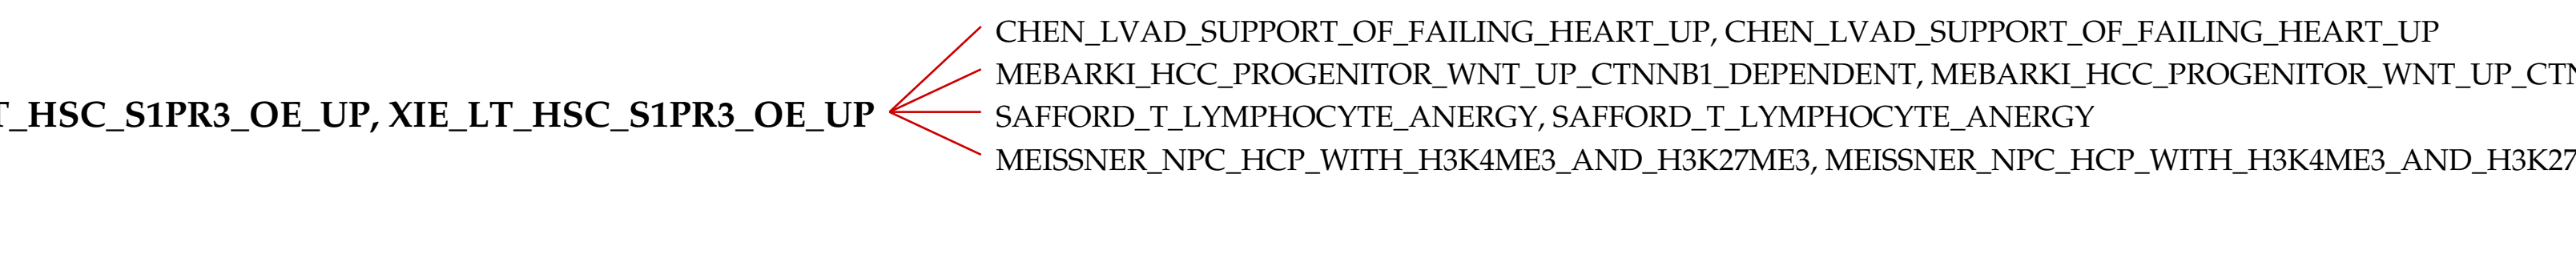 T_HSC_S1PR3_OE_UP, XIE_LT_HSC_S1PR3_OE_UP
CHEN_LVAD_SUPPORT_OF_FAILING_HEART_UP, CHEN_LVAD_SUPPORT_OF_FAILING_HEART_UP
MEBARKI_HCC_PROGENITOR_WNT_UP_CTNNB1_DEPENDENT, MEBARKI_HCC_PROGENITOR_WNT_UP_CTN
SAFFORD_T_LYMPHOCYTE_ANERGY, SAFFORD_T_LYMPHOCYTE_ANERGY
MEISSNER_NPC_HCP_WITH_H3K4ME3_AND_H3K27ME3, MEISSNER_NPC_HCP_WITH_H3K4ME3_AND_H3K27